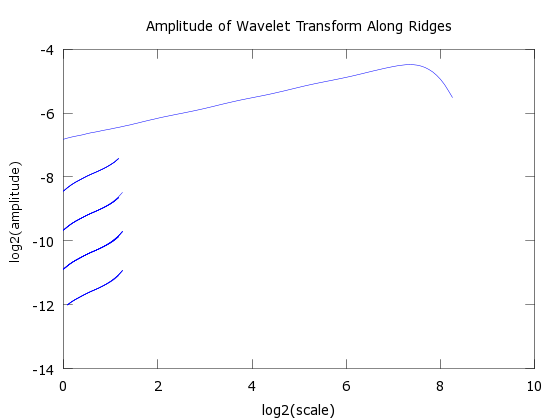 Amplitude of Wavelet Transform Along Ridges
-4
-6
-8
-10
-12
-14
log2(amplitude)
0 2 4 6 8 10
log2(scale)